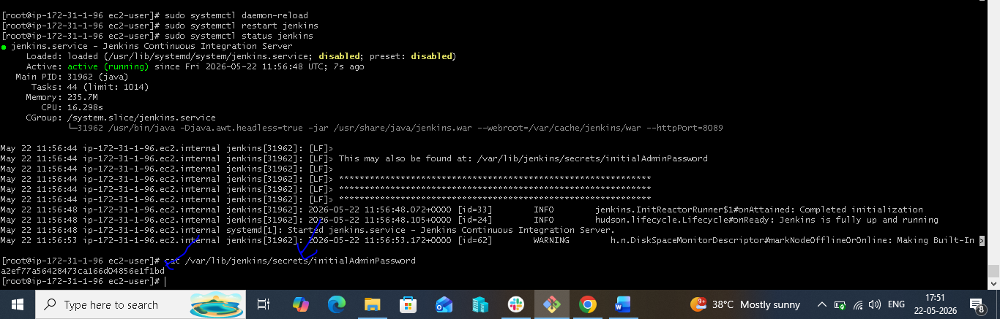 [root@ip-172-31-1-96 ec2-user]# sudo systemctl daemon-reload
[root@ip-172-31-1-96 ec2-user]# sudo systemctl restart jenkins
[root@ip-172-31-1-96 ec2-user]# sudo systemctl status jenkins
● jenkins.service - Jenkins Continuous Integration Server
Loaded: loaded (/usr/lib/systemd/system/jenkins.service; disabled; preset: disabled)
Active: active (running) since Fri 2026-05-22 11:56:48 UTC; 7s ago
Main PID: 31962 (java)
Tasks: 44 (limit: 1014)
Memory: 235.7M
CPU: 16.298s
CGroup: /system.slice/jenkins.service
└─31962 /usr/bin/java -Djava.awt.headless=true -jar /usr/share/java/jenkins.war --webroot=/var/cache/jenkins/war --httpPort=8089
May 22 11:56:44 ip-172-31-1-96.ec2.internal jenkins[31962]: [LF]>
May 22 11:56:44 ip-172-31-1-96.ec2.internal jenkins[31962]: [LF]> This may also be found at: /var/lib/jenkins/secrets/initialAdminPassword
May 22 11:56:44 ip-172-31-1-96.ec2.internal jenkins[31962]: [LF]>
May 22 11:56:44 ip-172-31-1-96.ec2.internal jenkins[31962]: [LF]> *************************************************************
May 22 11:56:44 ip-172-31-1-96.ec2.internal jenkins[31962]: [LF]> *************************************************************
May 22 11:56:44 ip-172-31-1-96.ec2.internal jenkins[31962]: [LF]> *************************************************************
May 22 11:56:48 ip-172-31-1-96.ec2.internal jenkins[31962]: 2026-05-22 11:56:48.072+0000 [id=33] INFO jenkins.InitReactorRunner$1#onAttained: Completed initialization
May 22 11:56:48 ip-172-31-1-96.ec2.internal jenkins[31962]: 2026-05-22 11:56:48.105+0000 [id=24] INFO hudson.lifecycle.Lifecycle#onReady: Jenkins is fully up and running
May 22 11:56:48 ip-172-31-1-96.ec2.internal systemd[1]: Started jenkins.service - Jenkins Continuous Integration Server.
May 22 11:56:53 ip-172-31-1-96.ec2.internal jenkins[31962]: 2026-05-22 11:56:53.172+0000 [id=62] WARNING h.n.DiskSpaceMonitorDescriptor#markNodeOfflineOrOnline: Making Built-In >
[root@ip-172-31-1-96 ec2-user]# cat /var/lib/jenkins/secrets/initialAdminPassword
a2ef77a56428473ca166d04856e1f1bd
[root@ip-172-31-1-96 ec2-user]#
Type here to search
9+
38°C Mostly sunny
ENG
17:51
22-05-2026
8